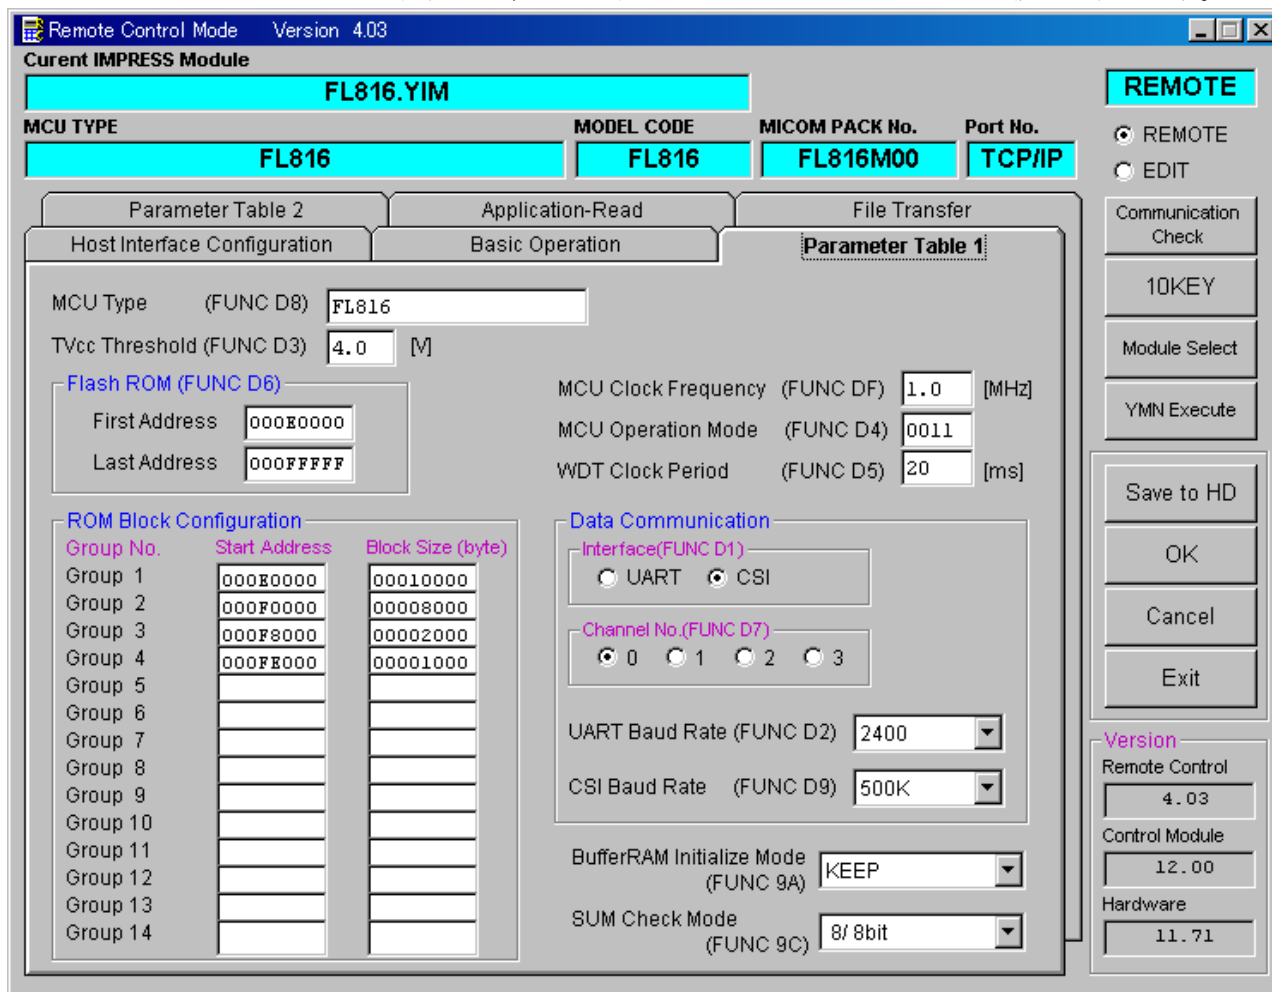 Remote Control Mode Version 4.03
Curent IMPRESS Module
FL816.YIM
REMOTE
MCU TYPE MODEL CODE MICOM PACK No. Port No.
FL816 FL816 FL816M00 TCP/IP
REMOTE
EDIT
Parameter Table 2 Application-Read File Transfer
Host Interface Configuration Basic Operation Parameter Table 1
Communication
Check
10KEY
Module Select
YMN Execute
Save to HD
OK
Cancel
Exit
MCU Type (FUNC D8) FL816
TVcc Threshold (FUNC D3) 4.0 [V]
Flash ROM (FUNC D6)
First Address 000E0000
Last Address 000FFFFF
MCU Clock Frequency (FUNC DF) 1.0 [MHz]
MCU Operation Mode (FUNC D4) 0011
WDT Clock Period (FUNC D5) 20 [ms]
ROM Block Configuration
Group No. Start Address Block Size (byte)
Group 1 000E0000 00010000
Group 2 000F0000 00008000
Group 3 000F8000 00002000
Group 4 000FE000 00001000
Group 5
Group 6
Group 7
Group 8
Group 9
Group 10
Group 11
Group 12
Group 13
Group 14
Data Communication
Interface(FUNC D1)
UART CSI
Channel No.(FUNC D7)
0 1 2 3
UART Baud Rate (FUNC D2) 2400
CSI Baud Rate (FUNC D9) 500K
BufferRAM Initialize Mode
(FUNC 9A) KEEP
SUM Check Mode
(FUNC 9C) 8/ 8bit
Version
Remote Control
4.03
Control Module
12.00
Hardware
11.71